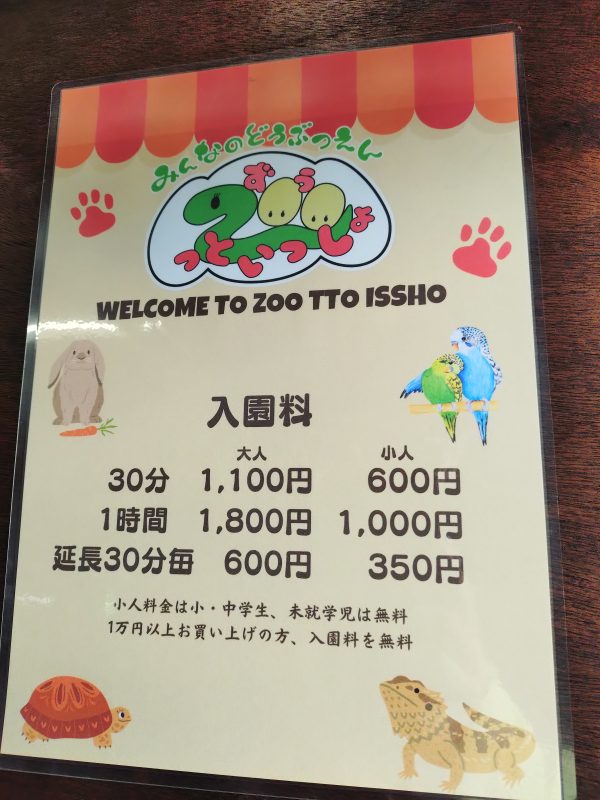 みんなのどうぶつえん
ずう
っといっしょ
WELCOME TO ZOO TTO ISSHO
入園料
大人 小人
30分 1,100円 600円
1時間 1,800円 1,000円
延長30分毎 600円 350円
小人料金は小・中学生、未就学児は無料
1万円以上お買い上げの方、入園料を無料